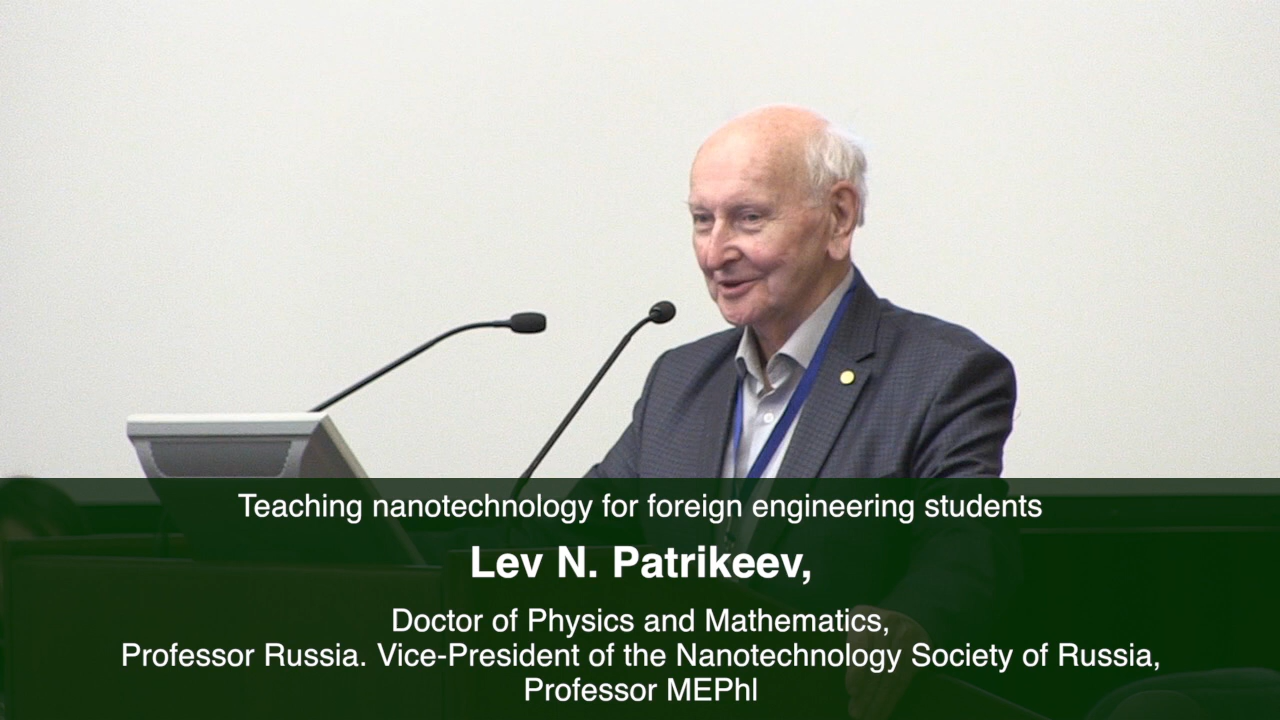 Teaching nanotechnology for foreign engineering students
Lev N. Patrikeev,
Doctor of Physics and Mathematics,
Professor Russia. Vice-President of the Nanotechnology Society of Russia,
Professor MEPhI